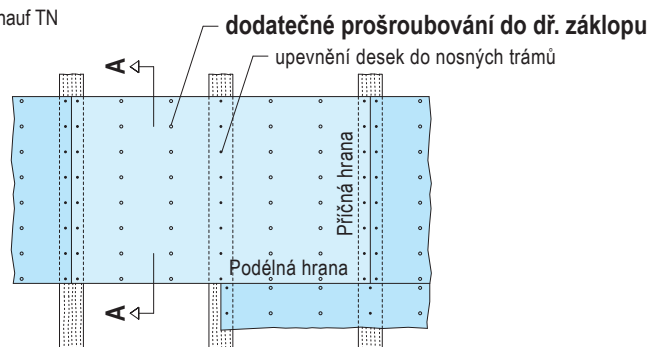 nauf TN
dodatečné prošroubování do dř. záklopu
upevnění desek do nosných trámů
A
Příčná hrana
Podélná hrana
A